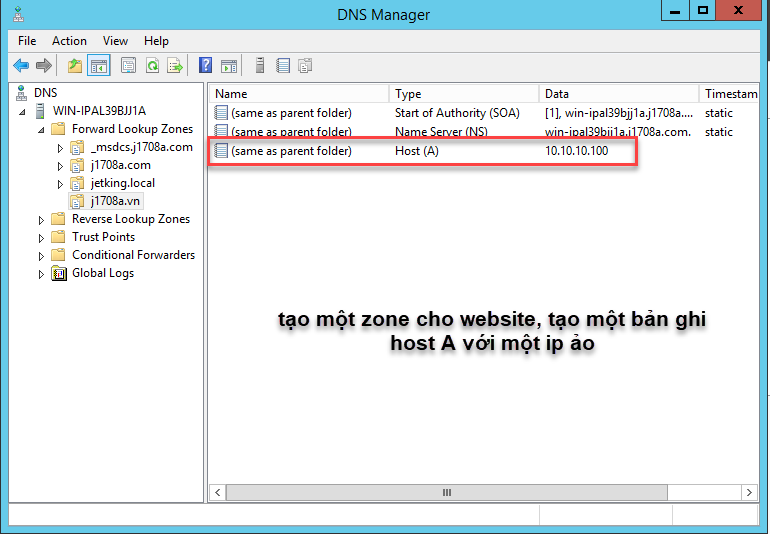 DNS Manager
File Action View Help
DNS
WIN-IPAL39BJJ1A
Forward Lookup Zones
_msdcs.j1708a.com
j1708a.com
jetking.local
j1708a.vn
Reverse Lookup Zones
Trust Points
Conditional Forwarders
Global Logs
Name Type Data Timestam
(same as parent folder) Start of Authority (SOA) [1], win-ipal39bjj1a.j1708a.... static
(same as parent folder) Name Server (NS) win-ipal39bjj1a.j1708a.com. static
(same as parent folder) Host (A) 10.10.10.100
tạo một zone cho website, tạo một bản ghi
host A với một ip ảo